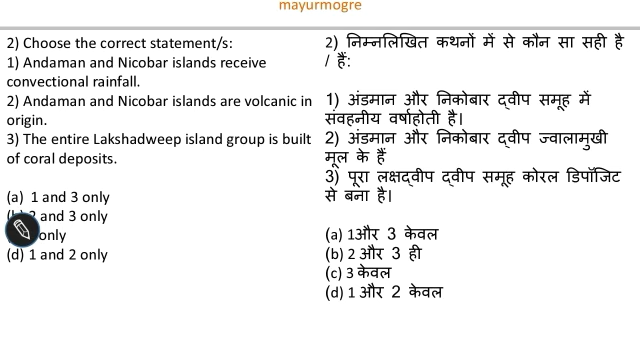 mayurmogre
2) Choose the correct statement/s:
1) Andaman and Nicobar islands receive
convectional rainfall.
2) Andaman and Nicobar islands are volcanic in
origin.
3) The entire Lakshadweep island group is built
of coral deposits.
(a) 1 and 3 only
and 3 only
only
(d) 1 and 2 only
2) निम्नलिखित कथनों में से कौन सा सही है
/ हैं:
1) अंडमान और निकोबार द्वीप समूह में
संवहनीय वर्षाहोती है।
2) अंडमान और निकोबार द्वीप ज्वालामुखी
मूल के हैं
3) पूरा लक्षद्वीप द्वीप समूह कोरल डिपॉजिट
से बना है।
(a) 1और 3 केवल
(b) 2 और 3 ही
(c) 3 केवल
(d) 1 और 2 केवल